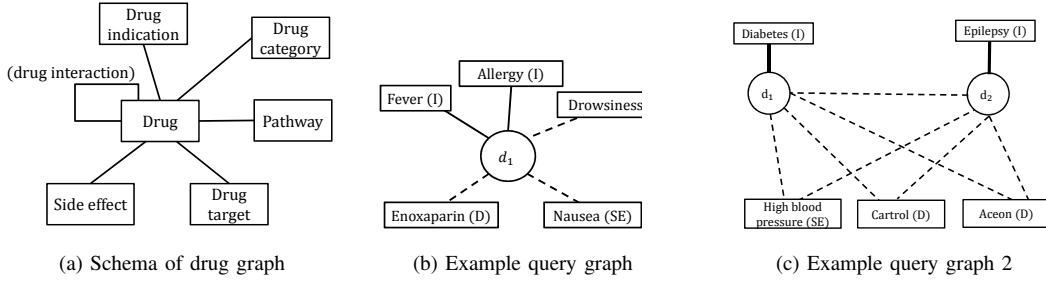 Drug
indication
Drug
category
(drug interaction)
Drug
Pathway
Side effect
Drug
target
(a) Schema of drug graph
Allergy (I)
Fever (I)
Drowsiness
d₁
Enoxaparin (D)
Nausea (SE)
(b) Example query graph
Diabetes (I)
Epilepsy (I)
d₁
d₂
High blood
pressure (SE)
Cartrol (D)
Aceon (D)
(c) Example query graph 2